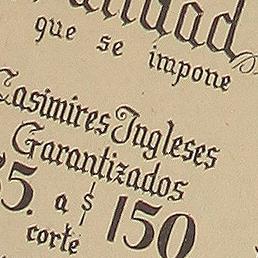 que se impone
Casimires Ingleses
Garantizados
5. a $ 150
corte